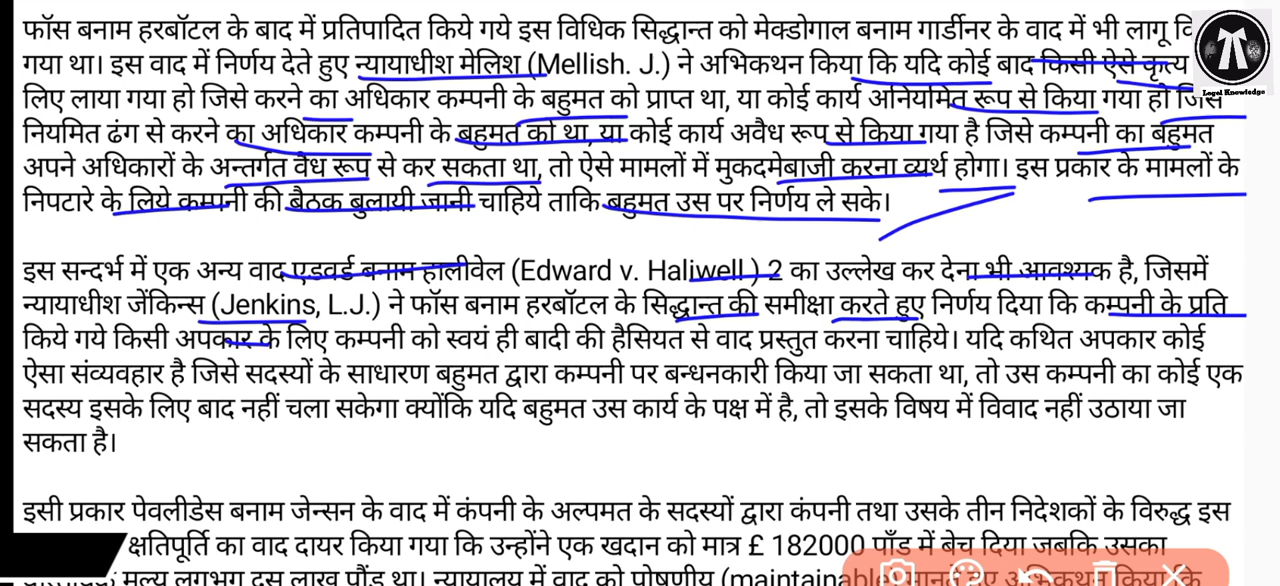 फॉस बनाम हरबॉटल के बाद में प्रतिपादित किये गये इस विधिक सिद्धान्त को मेक्डोगाल बनाम गार्डीनर के वाद में भी लागू
गया था। इस वाद में निर्णय देते हुए न्यायाधीश मेलिश (Mellish. J.) ने अभिकथन किया कि यदि कोई बाद किसी ऐसे कृत्य
लिए लाया गया हो जिसे करने का अधिकार कम्पनी के बहुमत को प्राप्त था, या कोई कार्य अनियमित रूप से किया गया हो जिसे
नियमित ढंग से करने का अधिकार कम्पनी के बहुमत को था, या कोई कार्य अवैध रूप से किया गया है जिसे कम्पनी का बहुमत
अपने अधिकारों के अन्तर्गत वैध रूप से कर सकता था, तो ऐसे मामलों में मुकदमेबाजी करना व्यर्थ होगा। इस प्रकार के मामलों के
निपटारे के लिये कम्पनी की बैठक बुलायी जानी चाहिये ताकि बहुमत उस पर निर्णय ले सके।
इस सन्दर्भ में एक अन्य वाद एडवर्ड बनाम हालीवेल (Edward v. Haliwell ) 2 का उल्लेख कर देना भी आवश्यक है, जिसमें
न्यायाधीश जेंकिन्स (Jenkins, L.J.) ने फॉस बनाम हरबॉटल के सिद्धान्त की समीक्षा करते हुए निर्णय दिया कि कम्पनी के प्रति
किये गये किसी अपकार के लिए कम्पनी को स्वयं ही बादी की हैसियत से वाद प्रस्तुत करना चाहिये। यदि कथित अपकार कोई
ऐसा संव्यवहार है जिसे सदस्यों के साधारण बहुमत द्वारा कम्पनी पर बन्धनकारी किया जा सकता था, तो उस कम्पनी का कोई एक
सदस्य इसके लिए बाद नहीं चला सकेगा क्योंकि यदि बहुमत उस कार्य के पक्ष में है, तो इसके विषय में विवाद नहीं उठाया जा
सकता है।
इसी प्रकार पेवलीडेस बनाम जेन्सन के वाद में कंपनी के अल्पमत के सदस्यों द्वारा कंपनी तथा उसके तीन निदेशकों के विरुद्ध इस
क्षतिपूर्ति का वाद दायर किया गया कि उन्होंने एक खदान को मात्र £ 182000 पाँड में बेच दिया जबकि उसका
मूल्य लगभग दस लाख पौंड था। न्यायालय में वाद को पोषणीय (maintainable)
Legel Knowledge